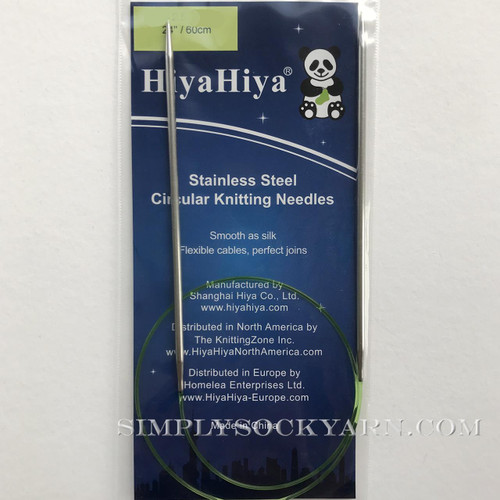 24" / 60cm
HiyaHiya®
Stainless Steel
Circular Knitting Needles
Smooth as silk
Flexible cables, perfect joins
Manufactured by
Shanghai Hiya Co., Ltd.
www.hiyahiya.com
Distributed in North America by
The KnittingZone Inc.
www.HiyaHiyaNorthAmerica.com
Distributed in Europe by
Homelea Enterprises Ltd.
www.HiyaHiya-Europe.com
Made in China
SIMPLYSOCKYARN.COM